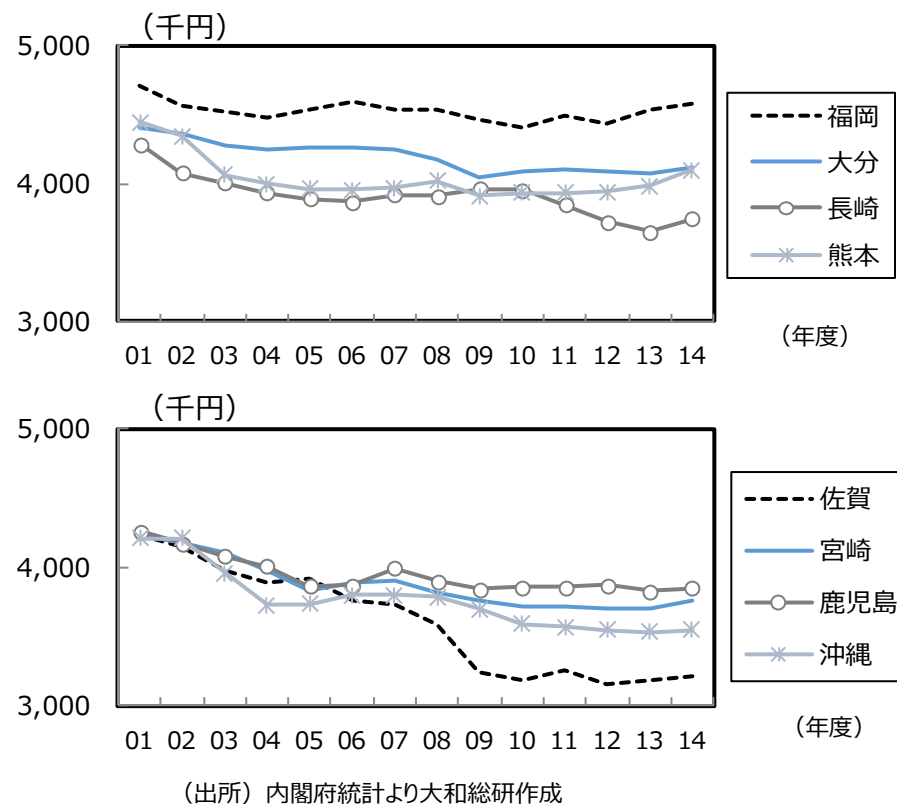 （千円）
5,000
4,000
3,000
01 02 03 04 05 06 07 08 09 10 11 12 13 14
福岡
大分
長崎
熊本
（年度）
（千円）
5,000
4,000
3,000
01 02 03 04 05 06 07 08 09 10 11 12 13 14
佐賀
宮崎
鹿児島
沖縄
（年度）
（出所）内閣府統計より大和総研作成